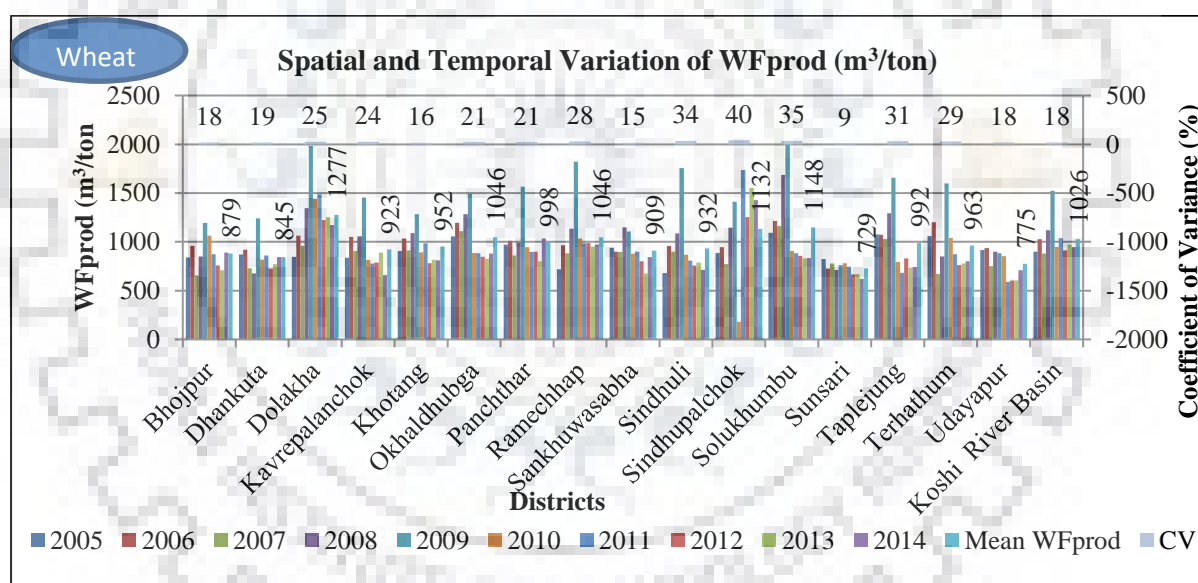 Wheat
Spatial and Temporal Variation of WFprod (m³/ton)
WFprod (m³/ton)
2500
2000
1500
1000
500
0
18 19 25 24 16 21 21 28 15 34 40 35 9 31 29 18 18
879 845 1277 923 952 1046 998 1046 909 932 1132 1148 729 992 963 775 1026
500
0
-500
-1000
-1500
-2000
Coefficient of Variance (%)
Bhojpur
Dhankuta
Dolakha
Kavrepalanchok
Khotang
Okhaldhubga
Panchthar
Ramechhap
Sankhuwasabha
Sindhuli
Sindhupalchok
Solukhumbu
Sunsari
Taplejung
Ternathum
Udayapur
Koshi River Basin
Districts
2005 2006 2007 2008 2009 2010 2011 2012 2013 2014 Mean WFprod CV